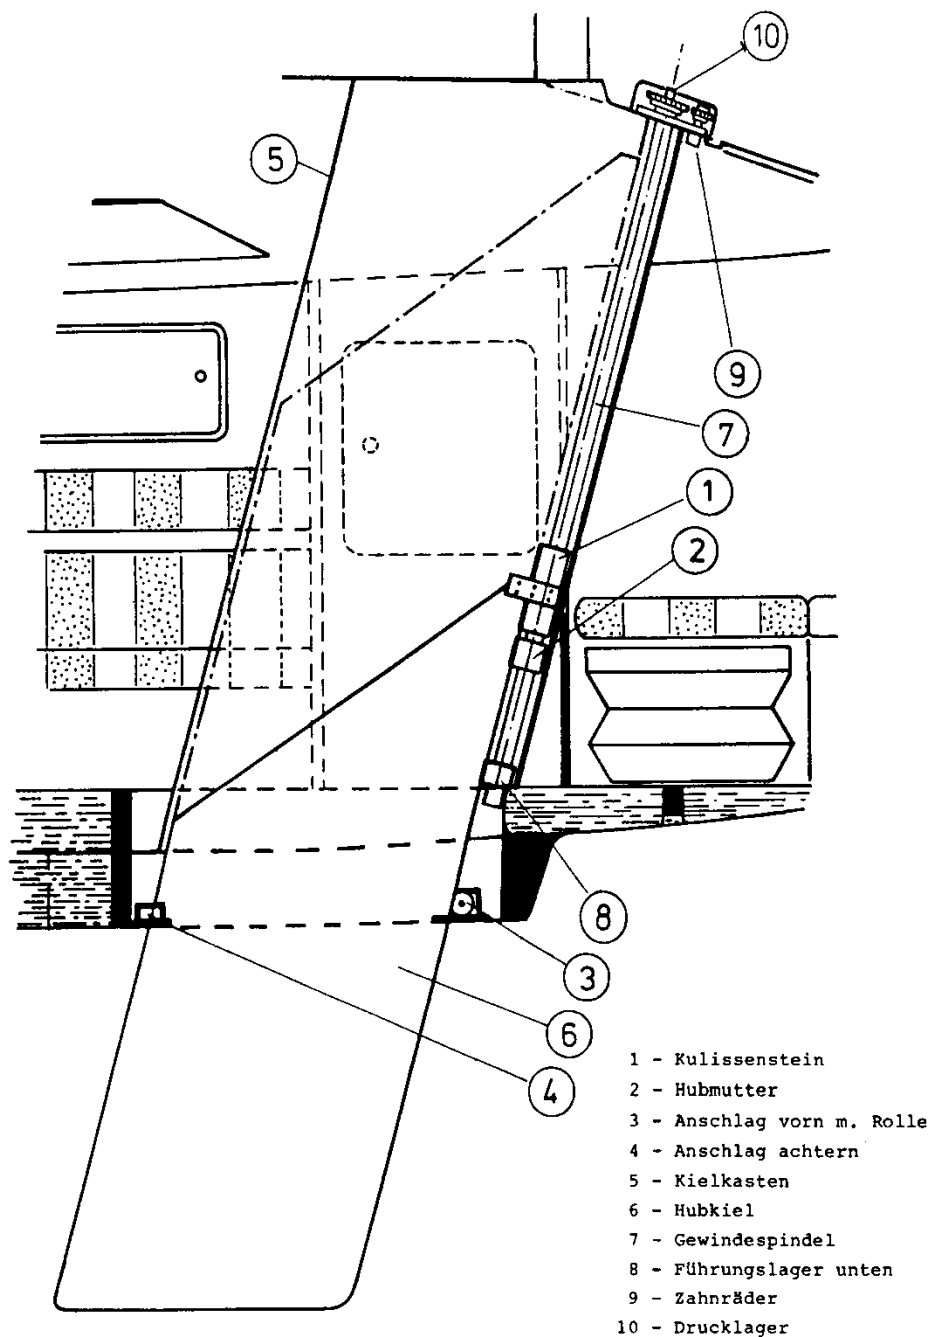 10
5
9
7
1
2
8
3
6
4
1 - Kulissenstein
2 - Hubmutter
3 - Anschlag vorn m. Rolle
4 - Anschlag achtern
5 - Kielkasten
6 - Hubkiel
7 - Gewindespindel
8 - Führungslager unten
9 - Zahnräder
10 - Drucklager